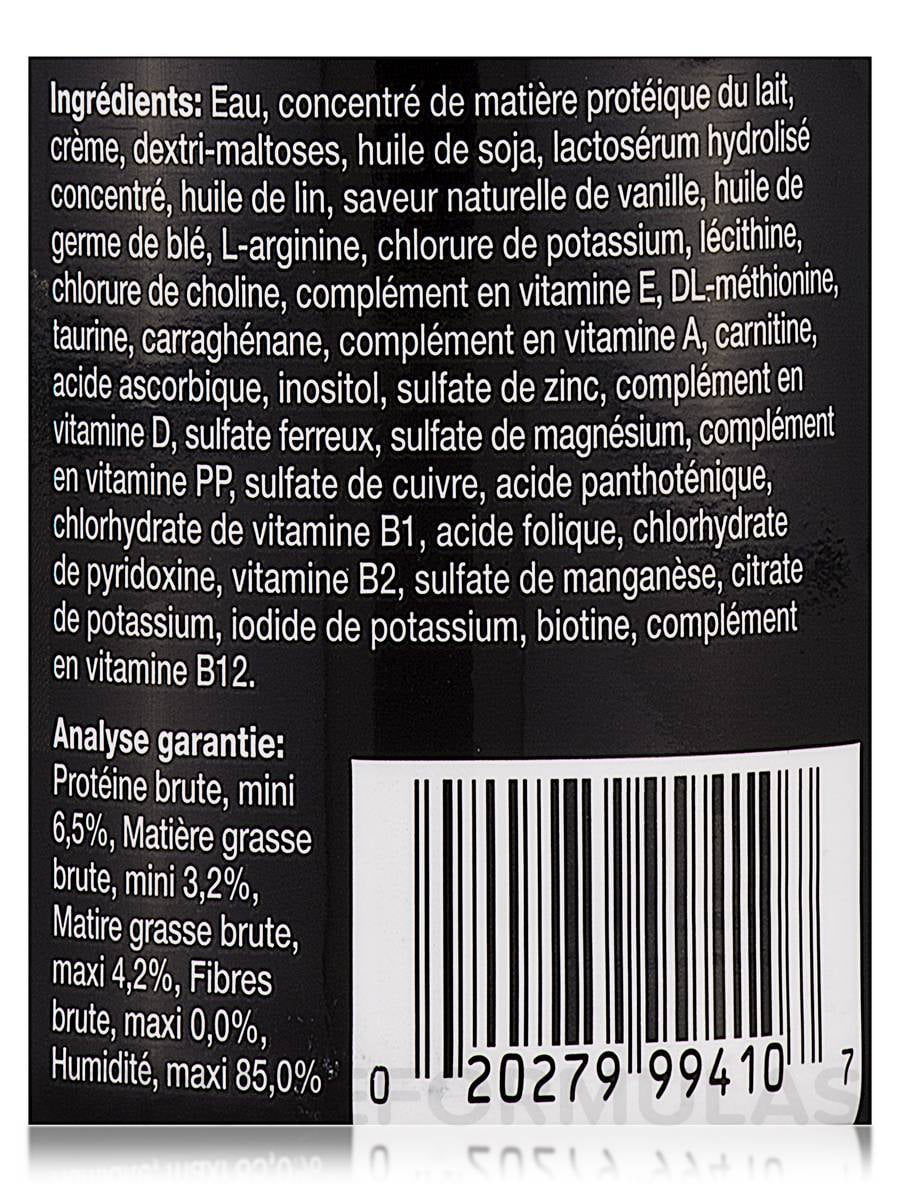 Ingrédients: Eau, concentré de matière protéique du lait,
crème, dextri-maltoses, huile de soja, lactosérum hydrolisé
concentré, huile de lin, saveur naturelle de vanille, huile de
germe de blé, L-arginine, chlorure de potassium, lécithine,
chlorure de choline, complément en vitamine E, DL-méthionine,
taurine, carraghénane, complément en vitamine A, carnitine,
acide ascorbique, inositol, sulfate de zinc, complément en
vitamine D, sulfate ferreux, sulfate de magnésium, complément
en vitamine PP, sulfate de cuivre, acide panthoténique,
chlorhydrate de vitamine B1, acide folique, chlorhydrate
de pyridoxine, vitamine B2, sulfate de manganèse, citrate
de potassium, iodide de potassium, biotine, complément
en vitamine B12.
Analyse garantie:
Protéine brute, mini
6,5%, Matière grasse
brute, mini 3,2%,
Matire grasse brute,
maxi 4,2%, Fibres
brute, maxi 0,0%,
Humidité, maxi 85,0%
0 20279 99410 7